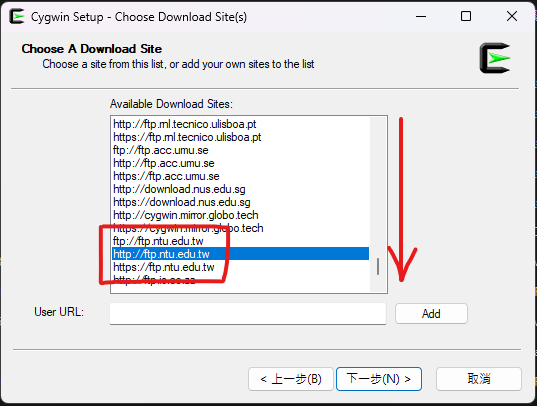 Cygwin Setup - Choose Download Site(s)
Choose A Download Site
Choose a site from this list, or add your own sites to the list
Available Download Sites:
http://ftp.ml.tecnico.ulisboa.pt
https://ftp.ml.tecnico.ulisboa.pt
ftp://ftp.acc.umu.se
http://ftp.acc.umu.se
https://ftp.acc.umu.se
http://download.nus.edu.sg
https://download.nus.edu.sg
http://cygwin.mirror.globo.tech
https://cygwin.mirror.globo.tech
ftp://ftp.ntu.edu.tw
http://ftp.ntu.edu.tw
https://ftp.ntu.edu.tw
http://ftp.is.co.za
User URL:
Add
< 上一步(B)
下一步(N) >
取消